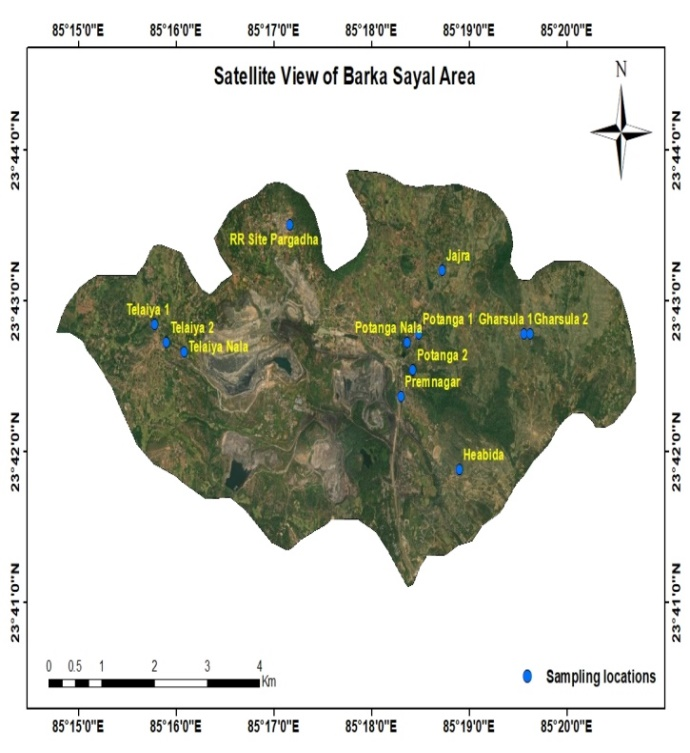 85°15'0"E 85°16'0"E 85°17'0"E 85°18'0"E 85°19'0"E 85°20'0"E
Satellite View of Barka Sayal Area
N
23°44'0"N 23°44'0"N
RR Site Pargadha
Jajra
23°43'0"N 23°43'0"N
Telaiya 1
Telaiya 2
Telaiya Nala
Potanga Nala
Potanga 1
Gharsula 1 Gharsula 2
Potanga 2
Premnagar
23°42'0"N 23°42'0"N
Heabida
23°41'0"N 23°41'0"N
0 0.5 1 2 3 4
Km
Sampling locations
85°15'0"E 85°16'0"E 85°17'0"E 85°18'0"E 85°19'0"E 85°20'0"E